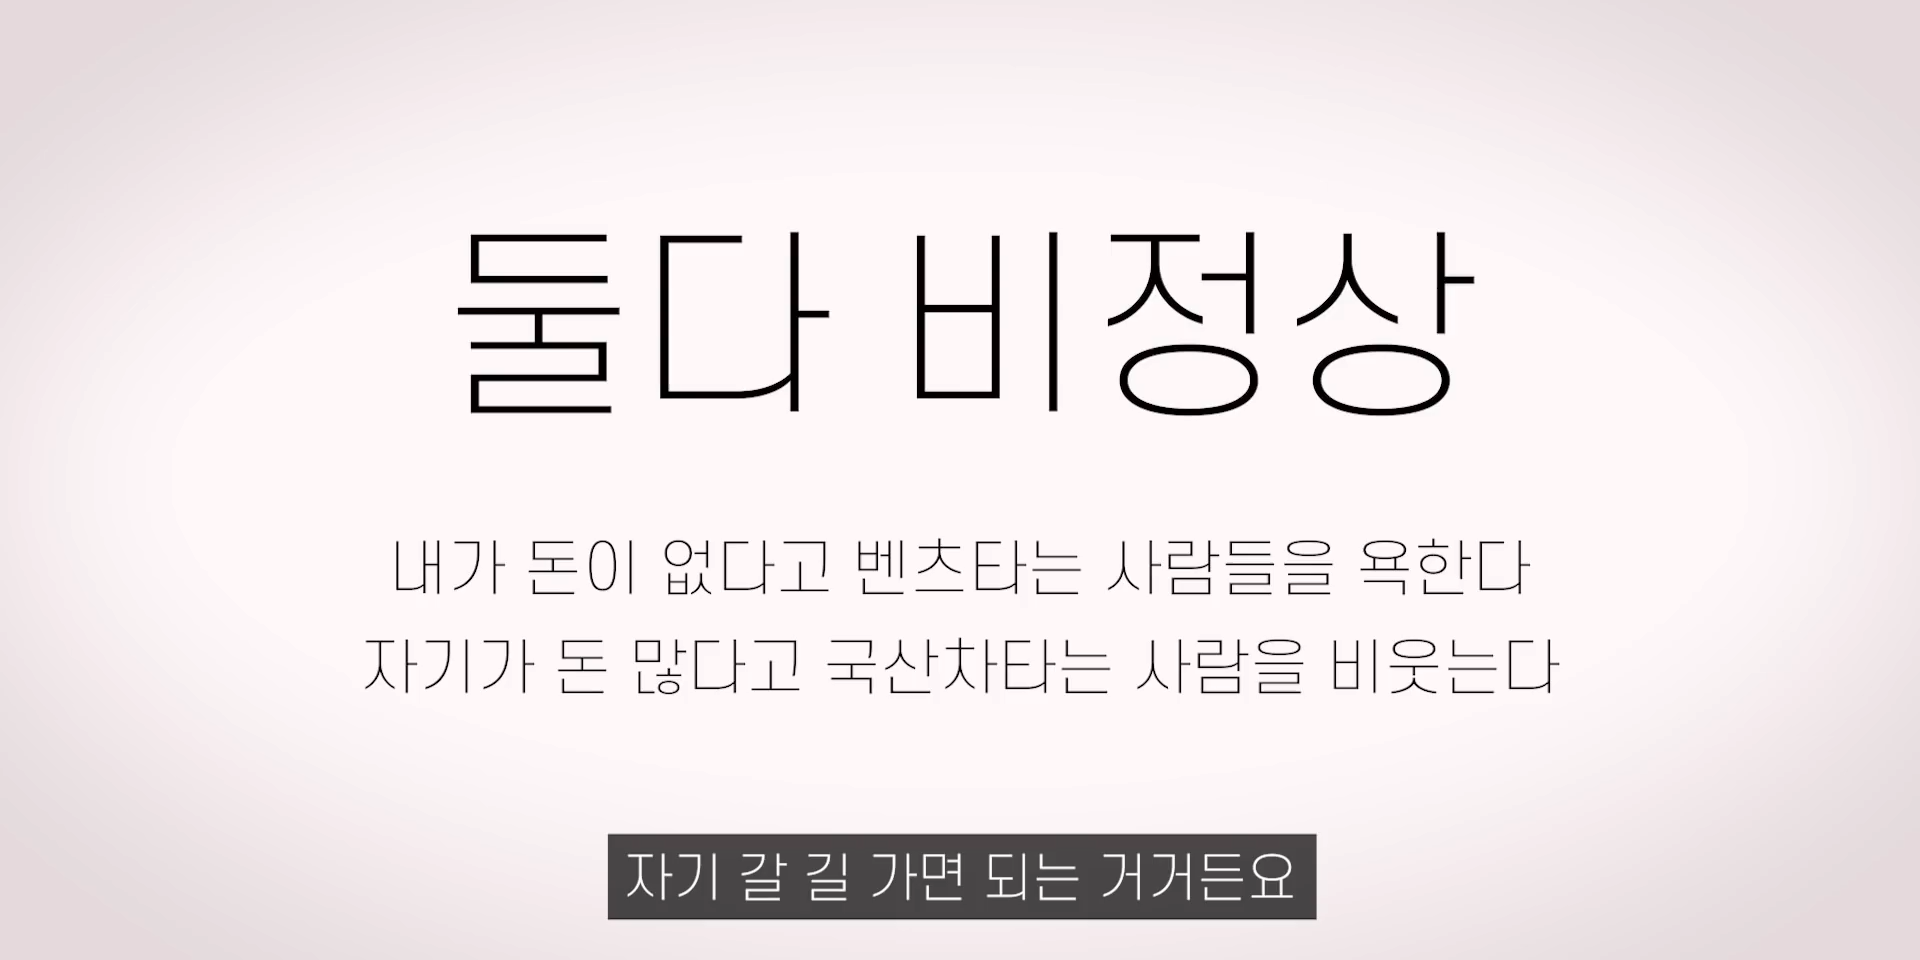 둘다 비정상
내가 돈이 없다고 벤츠타는 사람들을 욕한다
자기가 돈 많다고 국산차타는 사람을 비웃는다
자기 갈 길 가면 되는 거거든요